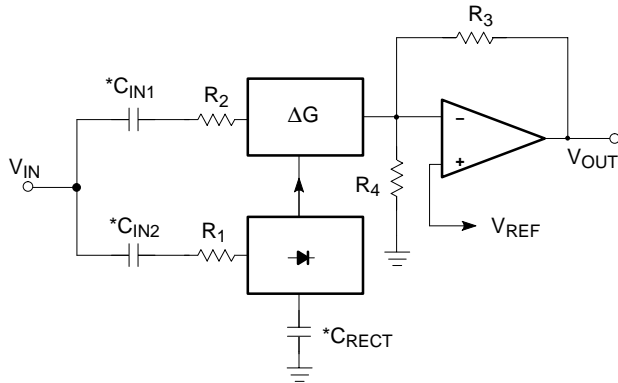 R3
*CIN1
R2
ΔG
−
+
VIN
VOUT
R4
*CIN2
R1
VREF
*CRECT